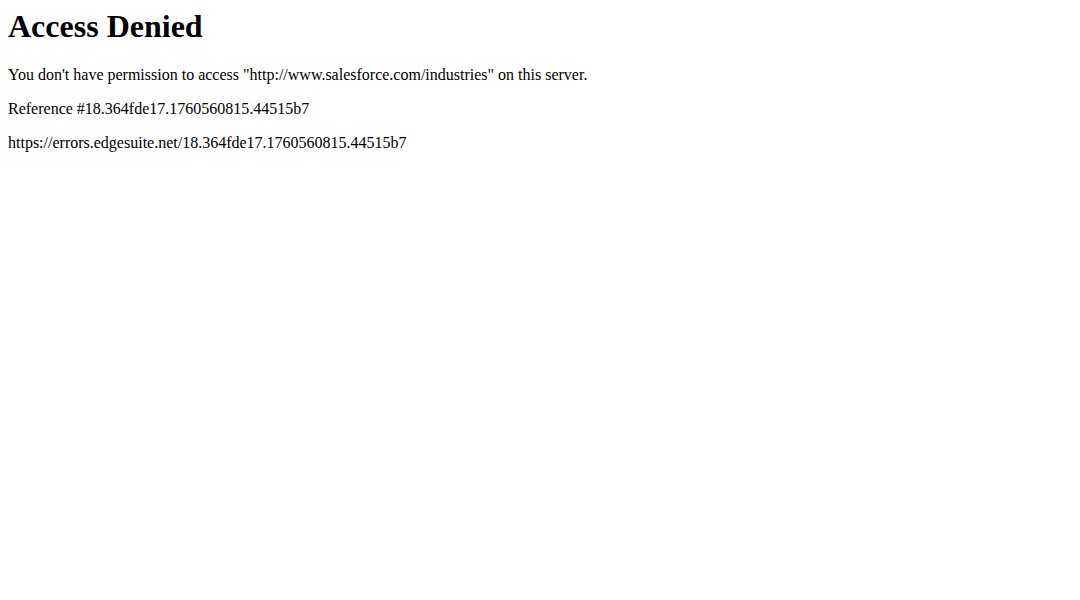 Access Denied
You don't have permission to access "http://www.salesforce.com/industries" on this server.
Reference #18.364fde17.1760560815.44515b7
https://errors.edgesuite.net/18.364fde17.1760560815.44515b7